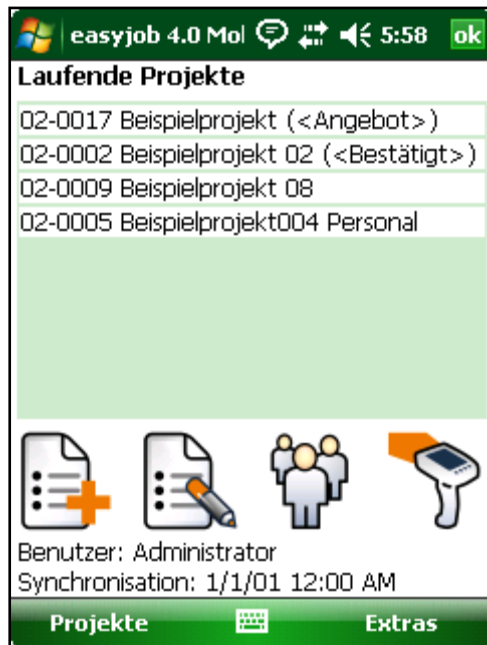 easyjob 4.0 Mol 5:58 ok
Laufende Projekte
02-0017 Beispielprojekt (<Angebot>)
02-0002 Beispielprojekt 02 (<Bestätigt>)
02-0009 Beispielprojekt 08
02-0005 Beispielprojekt004 Personal
Benutzer: Administrator
Synchronisation: 1/1/01 12:00 AM
Projekte Extras